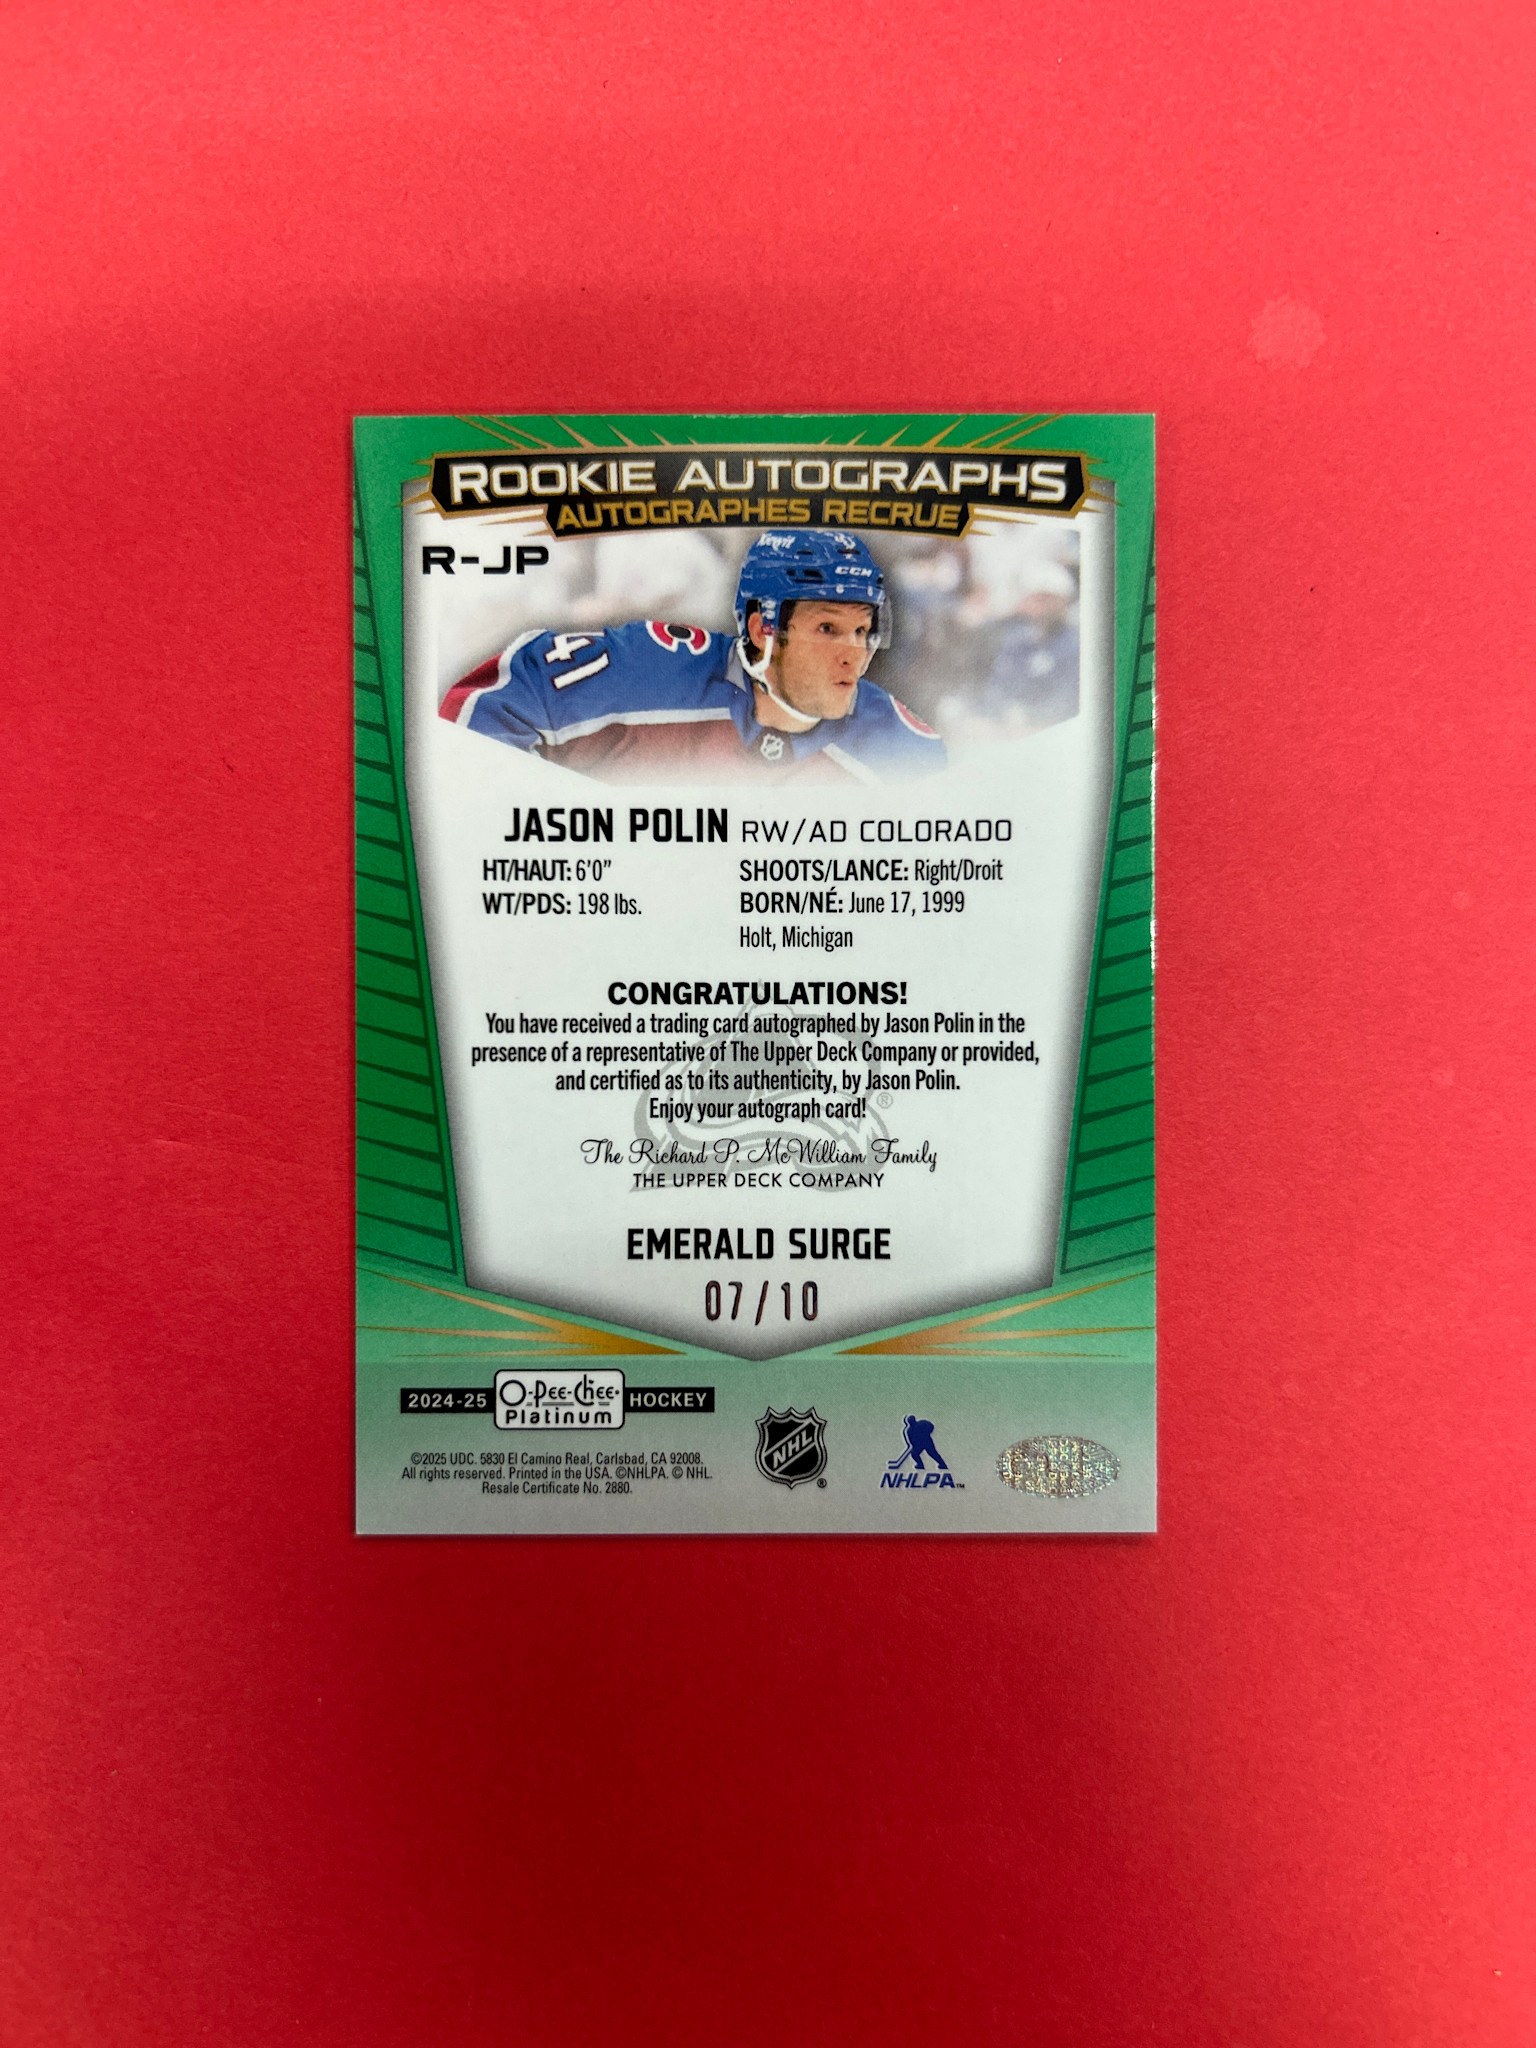 ROOKIE AUTOGRAPHS
AUTOGRAPHES RECRUE
R-JP
CCM
41
JASON POLIN RW/AD COLORADO
HT/HAUT: 6'0"
WT/PDS: 198 lbs.
SHOOTS/LANCE: Right/Droit
BORN/NÉ: June 17, 1999
Holt, Michigan
CONGRATULATIONS!
You have received a trading card autographed by Jason Polin in the
presence of a representative of The Upper Deck Company or provided,
and certified as to its authenticity, by Jason Polin.
Enjoy your autograph card!
®
The Richard P. McWilliam Family
THE UPPER DECK COMPANY
EMERALD SURGE
07/10
2024-25 O-Pee-Chee Platinum HOCKEY
©2025 UDC. 5830 El Camino Real, Carlsbad, CA 92008.
All rights reserved. Printed in the USA. ©NHLPA. © NHL.
Resale Certificate No. 2880.
NHL ®
NHLPA™